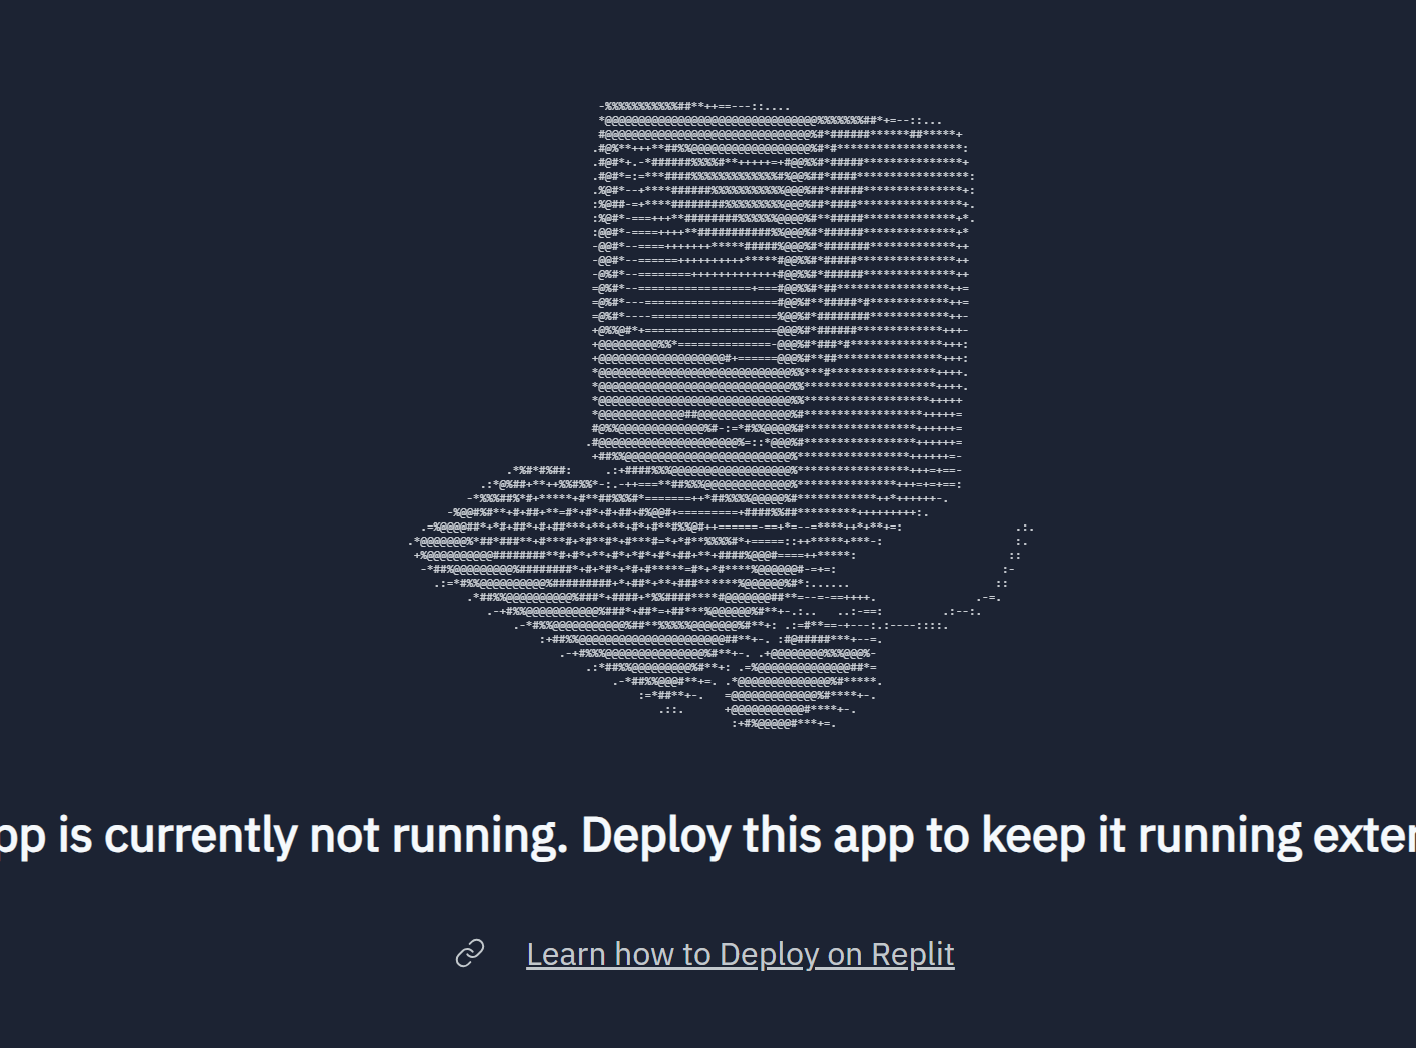 pp is currently not running. Deploy this app to keep it running exter
Learn how to Deploy on Replit